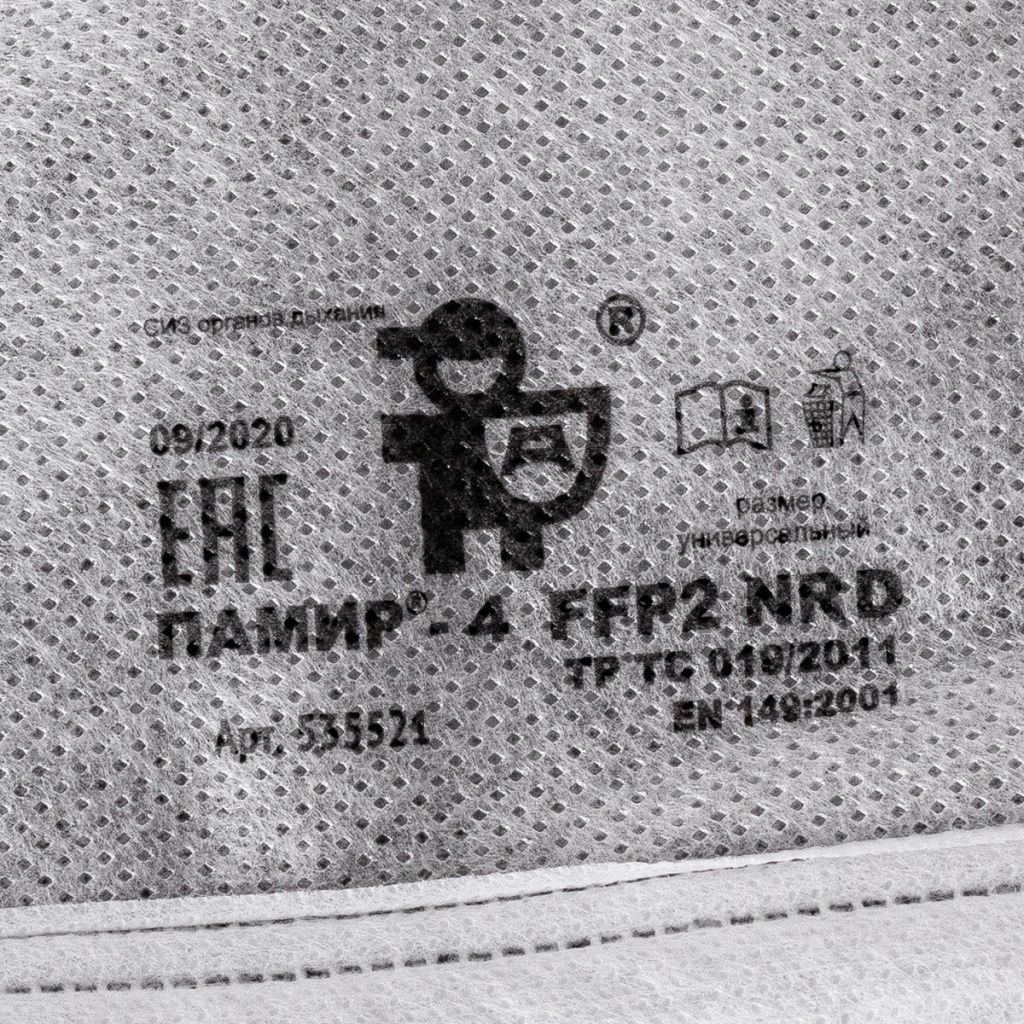 СИЗ органов дыхания
®
09/2020
ЕАС
размер
универсальный
ПАМИР®-4 FFP2 NRD
ТР ТС 019/2011
EN 149:2001
Арт. 535521